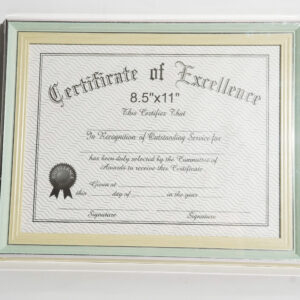 Certificate of Excellence
8.5"x11"
This Certifies That
In Recognition of Outstanding Service for
has been duly selected by the Committee of
Awards to receive this Certificate
Given at
this day of in the year
Signature Signature